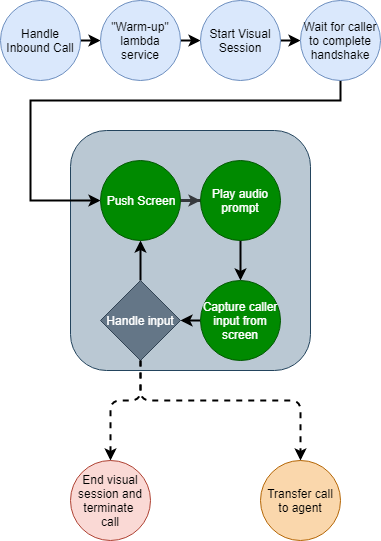 Handle
Inbound Call
"Warm-up"
lambda
service
Start Visual
Session
Wait for caller
to complete
handshake
Push Screen
Play audio
prompt
Handle input
Capture caller
input from
screen
End visual
session and
terminate
call
Transfer call
to agent